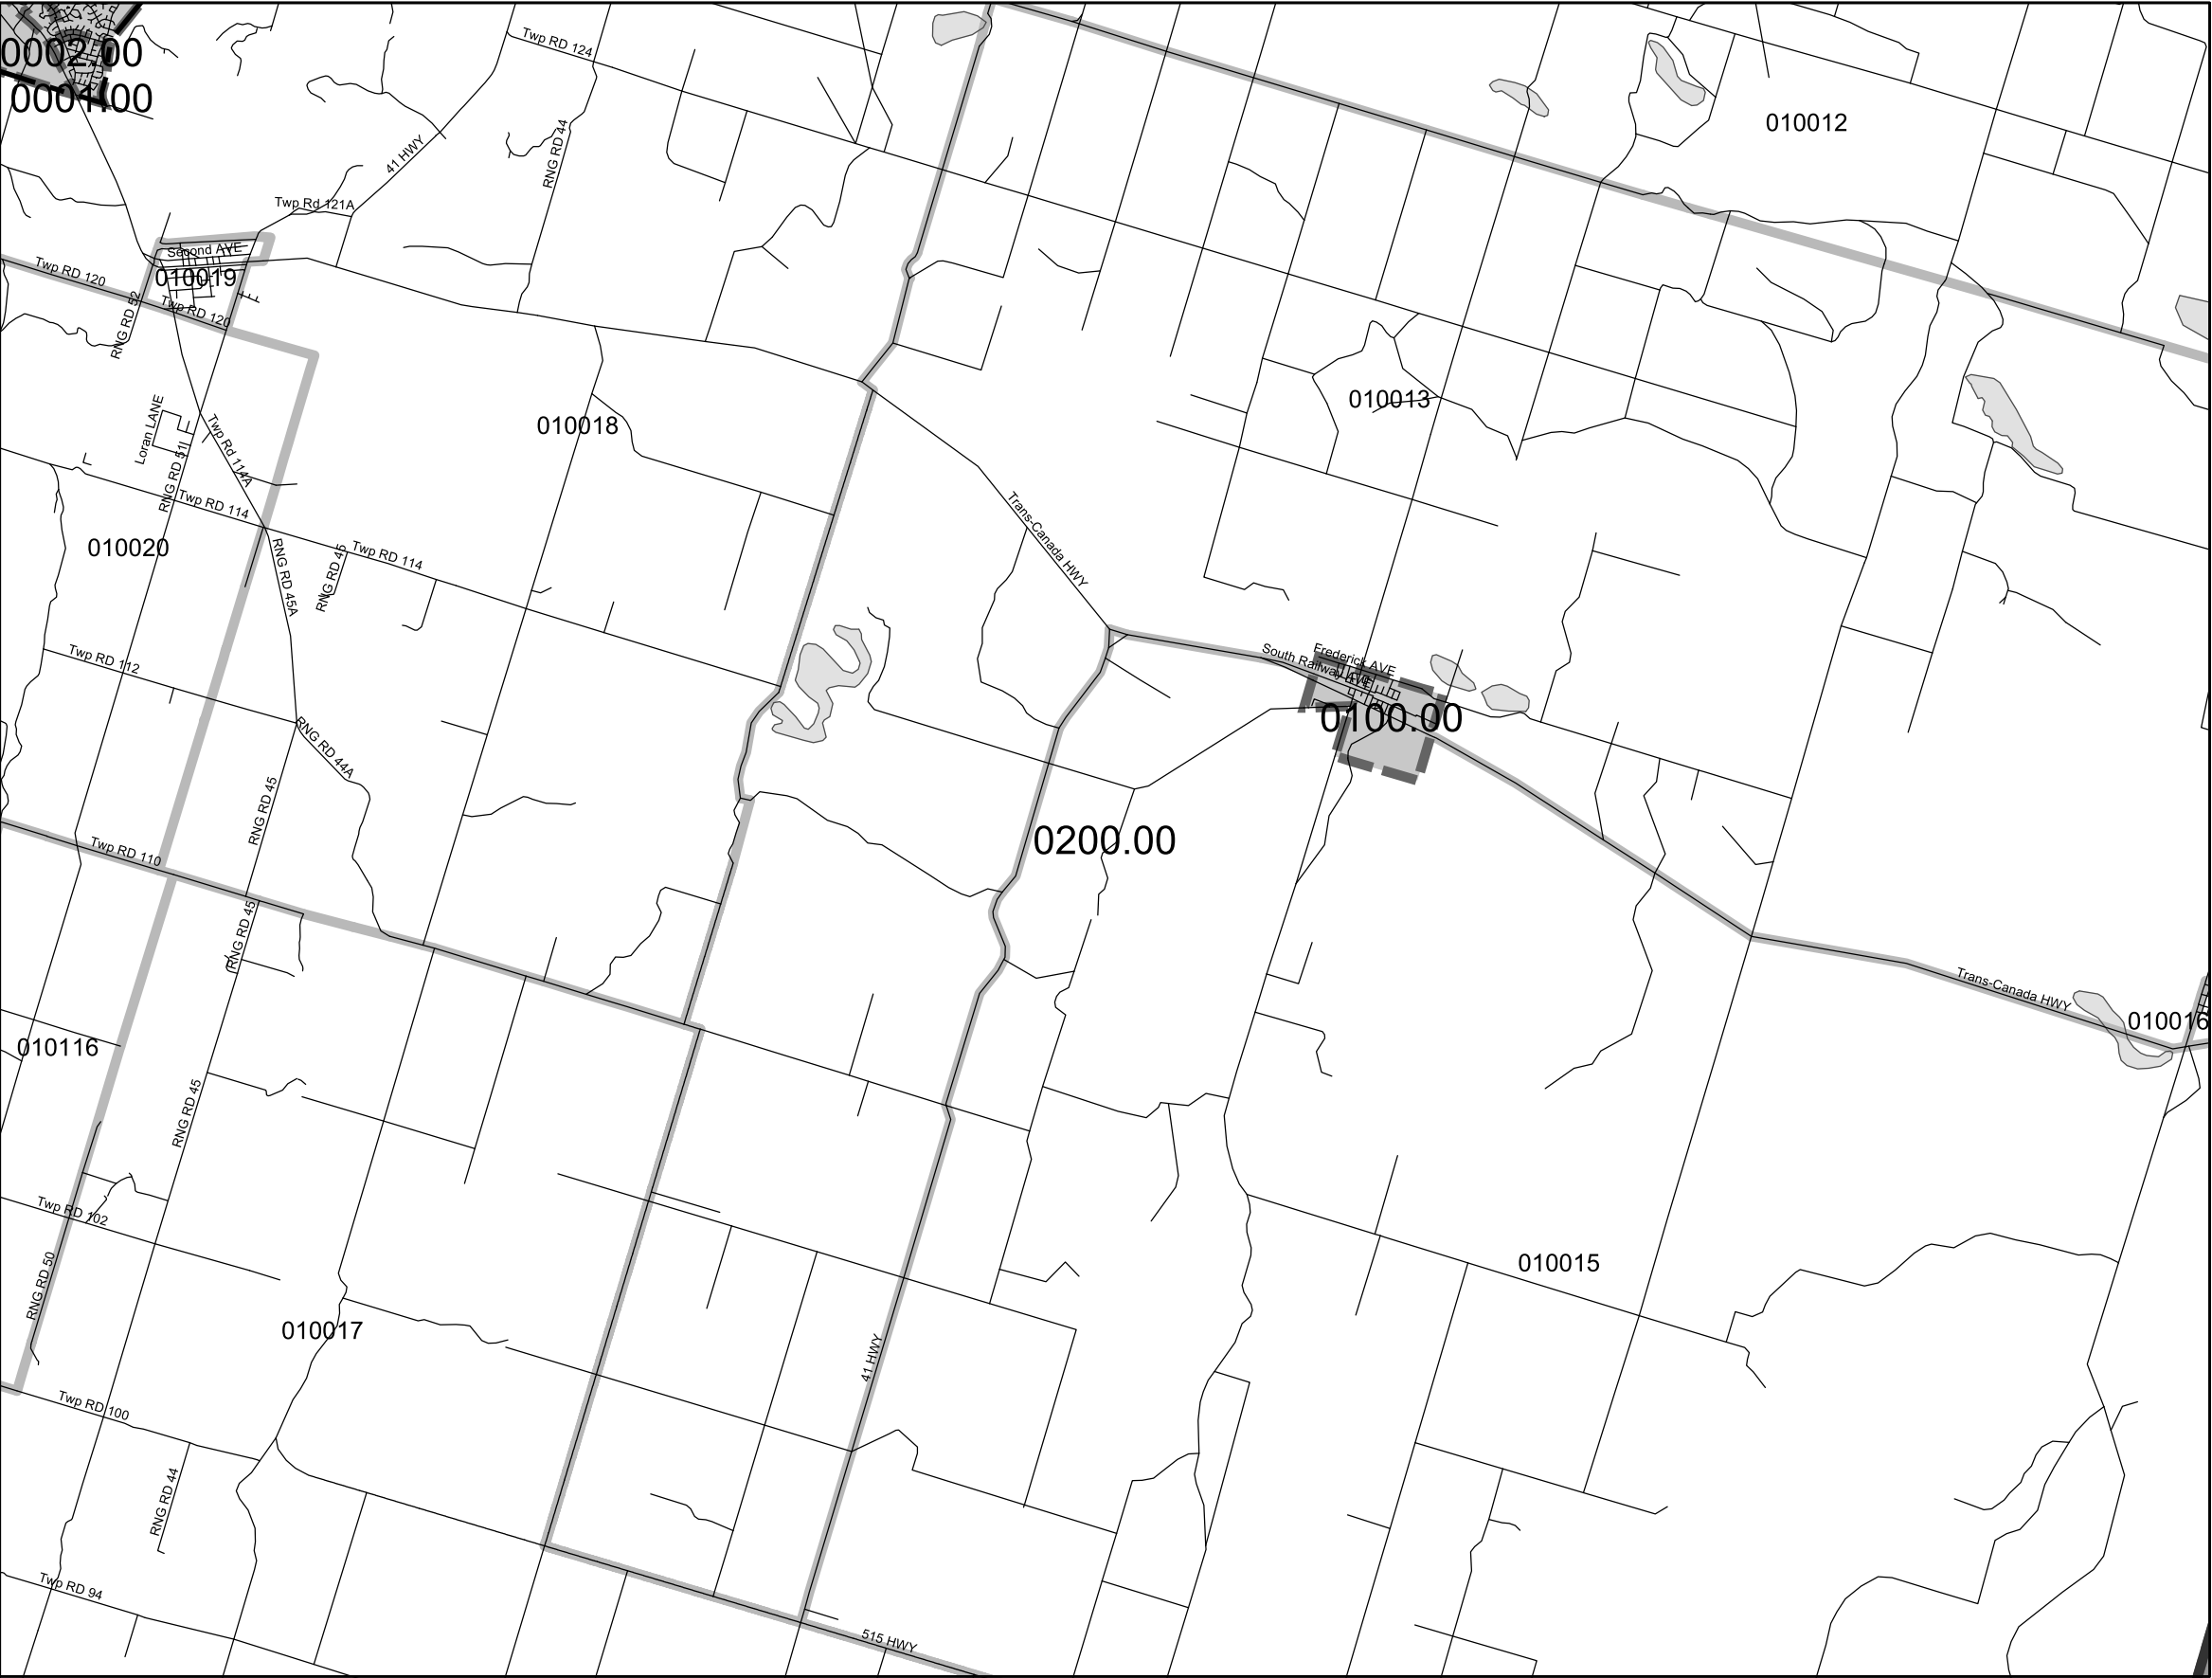 Twp RD 124
0002.00
0001.00
010012
RNG RD 44
41 HWY
Twp Rd 121A
Second AVE
010019
Twp RD 120
Twp RD 120
RNG RD 52
010013
010018
Loran LANE
Twp Rd 114A
RNG RD 51
Twp RD 114
Trans-Canada HWY
010020
Twp RD 114
RNG RD 45A
RNG RD 45
Twp RD 112
Frederick AVE
South Railway AVE
0100.00
RNG RD 44A
RNG RD 45
0200.00
Twp RD 110
RNG RD 45
Trans-Canada HWY
010016
010116
RNG RD 45
Twp RD 102
010015
RNG RD 50
010017
41 HWY
Twp RD 100
RNG RD 44
Twp RD 94
515 HWY